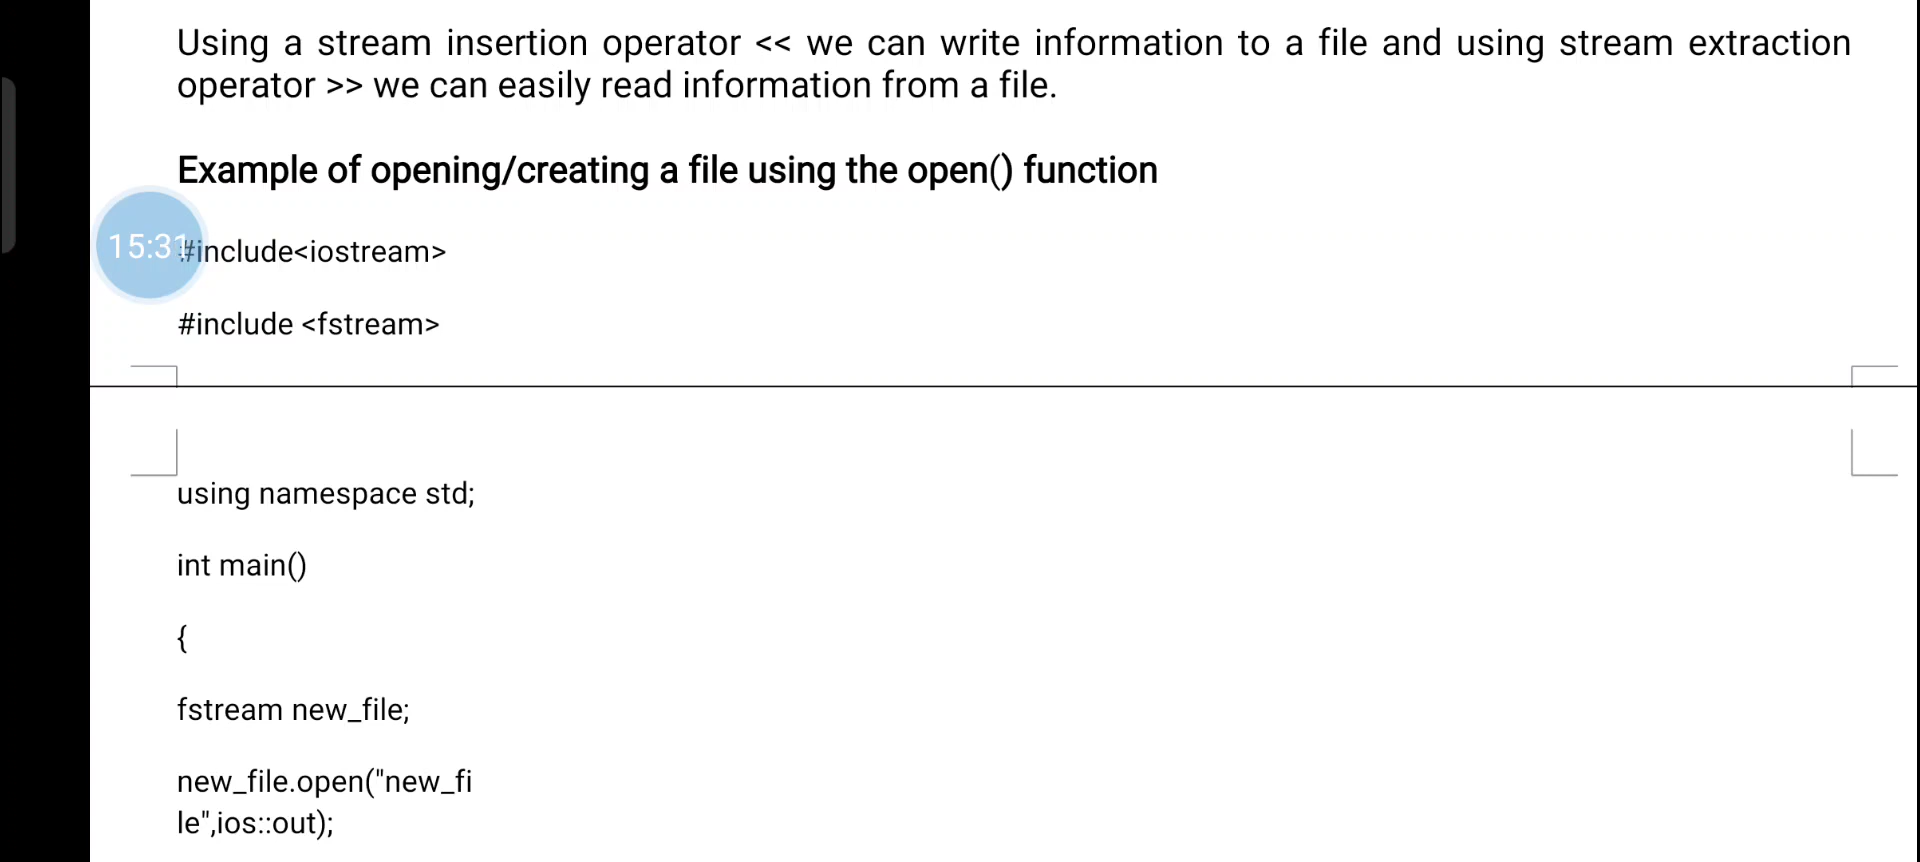 Using a stream insertion operator << we can write information to a file and using stream extraction
operator >> we can easily read information from a file.
Example of opening/creating a file using the open() function
15:31
#include<iostream>
#include <fstream>
using namespace std;
int main()
{
fstream new_file;
new_file.open("new_fi
le",ios::out);